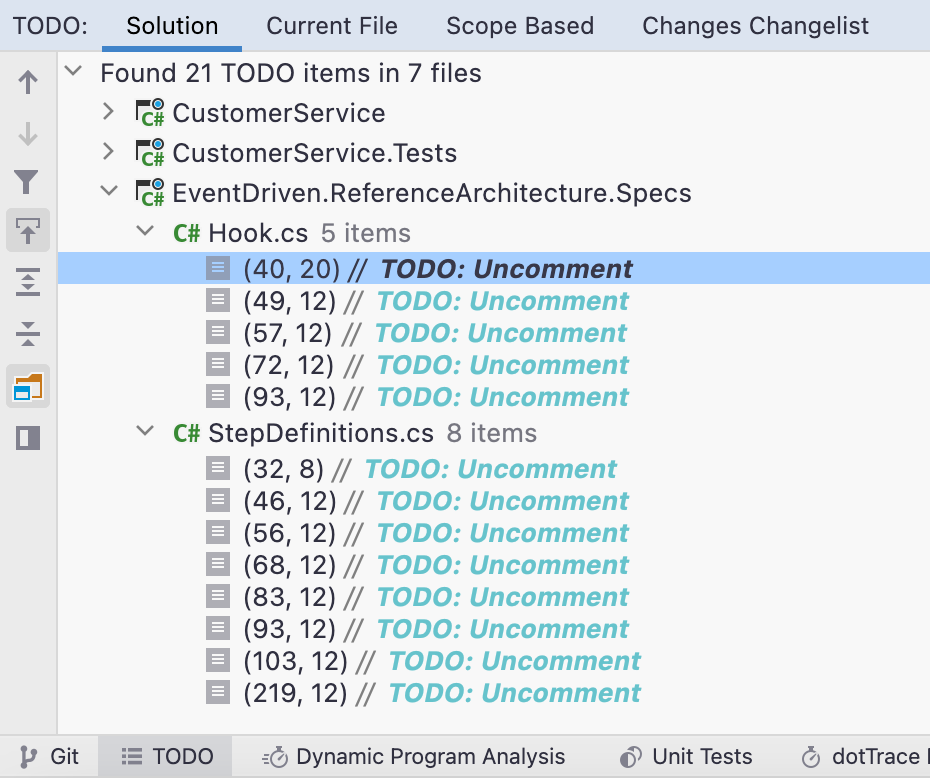 TODO: Solution Current File Scope Based Changes Changelist
Found 21 TODO items in 7 files
C# CustomerService
C# CustomerService.Tests
C# EventDriven.ReferenceArchitecture.Specs
C# Hook.cs 5 items
(40, 20) // TODO: Uncomment
(49, 12) // TODO: Uncomment
(57, 12) // TODO: Uncomment
(72, 12) // TODO: Uncomment
(93, 12) // TODO: Uncomment
C# StepDefinitions.cs 8 items
(32, 8) // TODO: Uncomment
(46, 12) // TODO: Uncomment
(56, 12) // TODO: Uncomment
(68, 12) // TODO: Uncomment
(83, 12) // TODO: Uncomment
(93, 12) // TODO: Uncomment
(103, 12) // TODO: Uncomment
(219, 12) // TODO: Uncomment
Git TODO Dynamic Program Analysis Unit Tests dotTrace